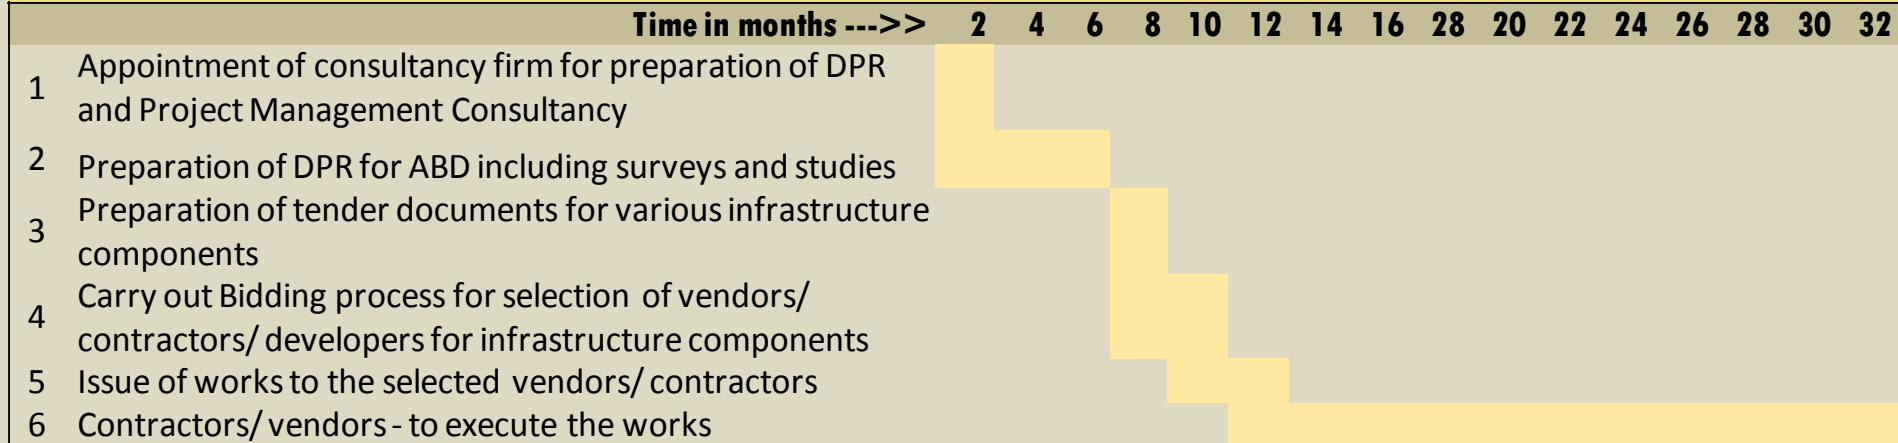 Time in months --->> 2 4 6 8 10 12 14 16 28 20 22 24 26 28 30 32
1 Appointment of consultancy firm for preparation of DPR
and Project Management Consultancy
2 Preparation of DPR for ABD including surveys and studies
3 Preparation of tender documents for various infrastructure
components
4 Carry out Bidding process for selection of vendors/
contractors/ developers for infrastructure components
5 Issue of works to the selected vendors/ contractors
6 Contractors/ vendors - to execute the works